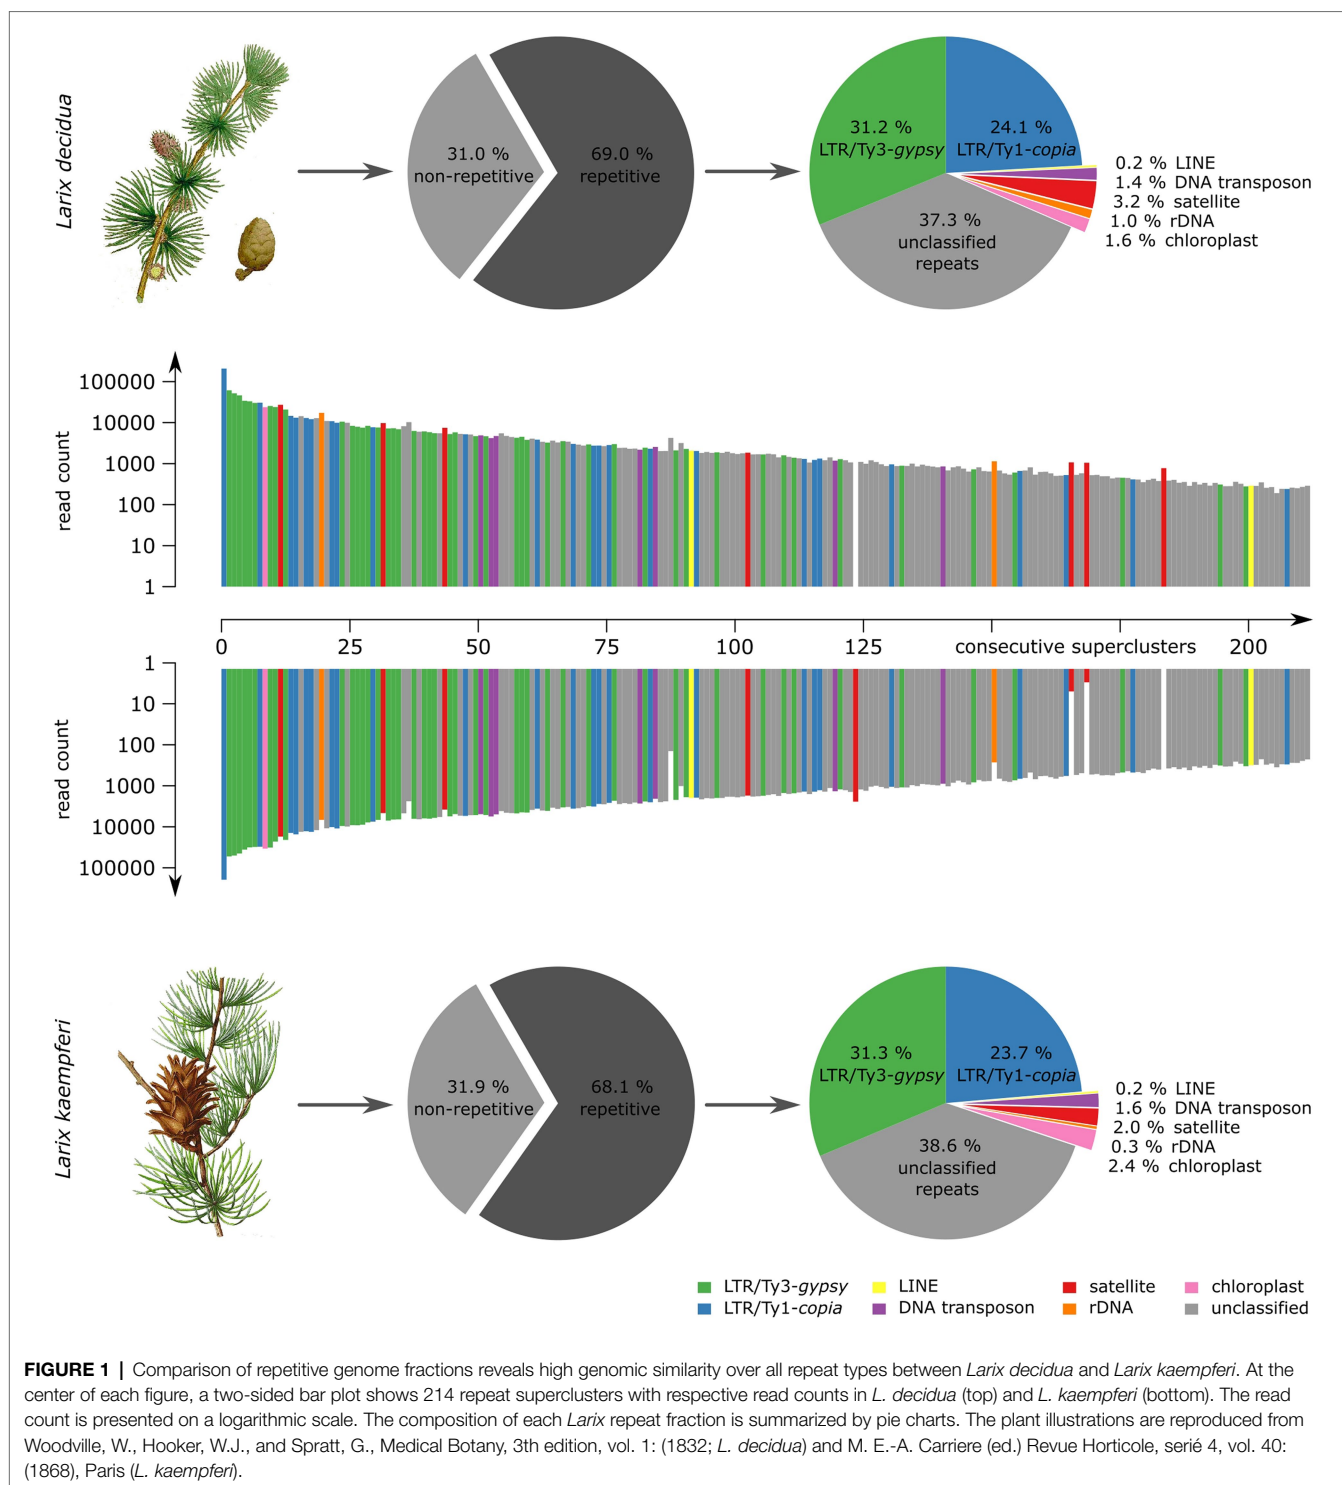 Larix decidua
31.0 %
non-repetitive
69.0 %
repetitive
31.2 %
LTR/Ty3-gypsy
24.1 %
LTR/Ty1-copia
37.3 %
unclassified
repeats
0.2 % LINE
1.4 % DNA transposon
3.2 % satellite
1.0 % rDNA
1.6 % chloroplast
read count
100000
10000
1000
100
10
1
0 25 50 75 100 125 consecutive superclusters 200
read count
1
10
100
1000
10000
100000
Larix kaempferi
31.9 %
non-repetitive
68.1 %
repetitive
31.3 %
LTR/Ty3-gypsy
23.7 %
LTR/Ty1-copia
38.6 %
unclassified
repeats
0.2 % LINE
1.6 % DNA transposon
2.0 % satellite
0.3 % rDNA
2.4 % chloroplast
LTR/Ty3-gypsy LINE satellite chloroplast
LTR/Ty1-copia DNA transposon rDNA unclassified
FIGURE 1 | Comparison of repetitive genome fractions reveals high genomic similarity over all repeat types between Larix decidua and Larix kaempferi. At the
center of each figure, a two-sided bar plot shows 214 repeat superclusters with respective read counts in L. decidua (top) and L. kaempferi (bottom). The read
count is presented on a logarithmic scale. The composition of each Larix repeat fraction is summarized by pie charts. The plant illustrations are reproduced from
Woodville, W., Hooker, W.J., and Spratt, G., Medical Botany, 3th edition, vol. 1: (1832; L. decidua) and M. E.-A. Carriere (ed.) Revue Horticole, serié 4, vol. 40:
(1868), Paris (L. kaempferi).